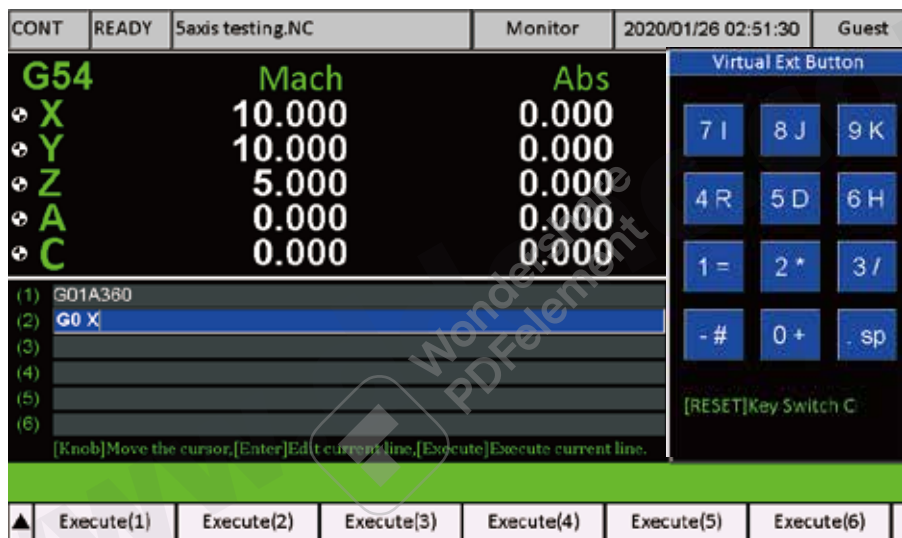 CONT READY 5axis testing.NC Monitor 2020/01/26 02:51:30 Guest
Virtual Ext Button
G54 Mach Abs
X 10.000 0.000
Y 10.000 0.000
Z 5.000 0.000
A 0.000 0.000
C 0.000 0.000
7 I 8 J 9 K
4 R 5 D 6 H
1 = 2 * 3 /
- # 0 + . sp
[RESET]Key Switch C
(1) G01A360
(2) G0 X
(3)
(4)
(5)
(6)
[Knob]Move the cursor,[Enter]Edit current line,[Execute]Execute current line.
▲ Execute(1) Execute(2) Execute(3) Execute(4) Execute(5) Execute(6)
Wondershare
PDFelement